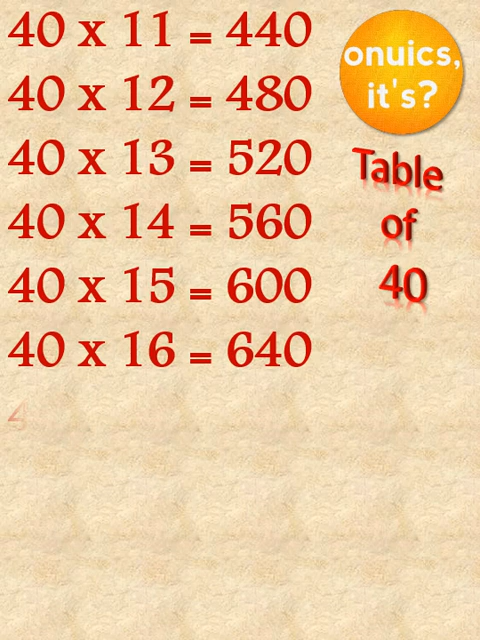 40 x 11 = 440
40 x 12 = 480
40 x 13 = 520
40 x 14 = 560
40 x 15 = 600
40 x 16 = 640
4
onuics,
it's?
Table
of
40